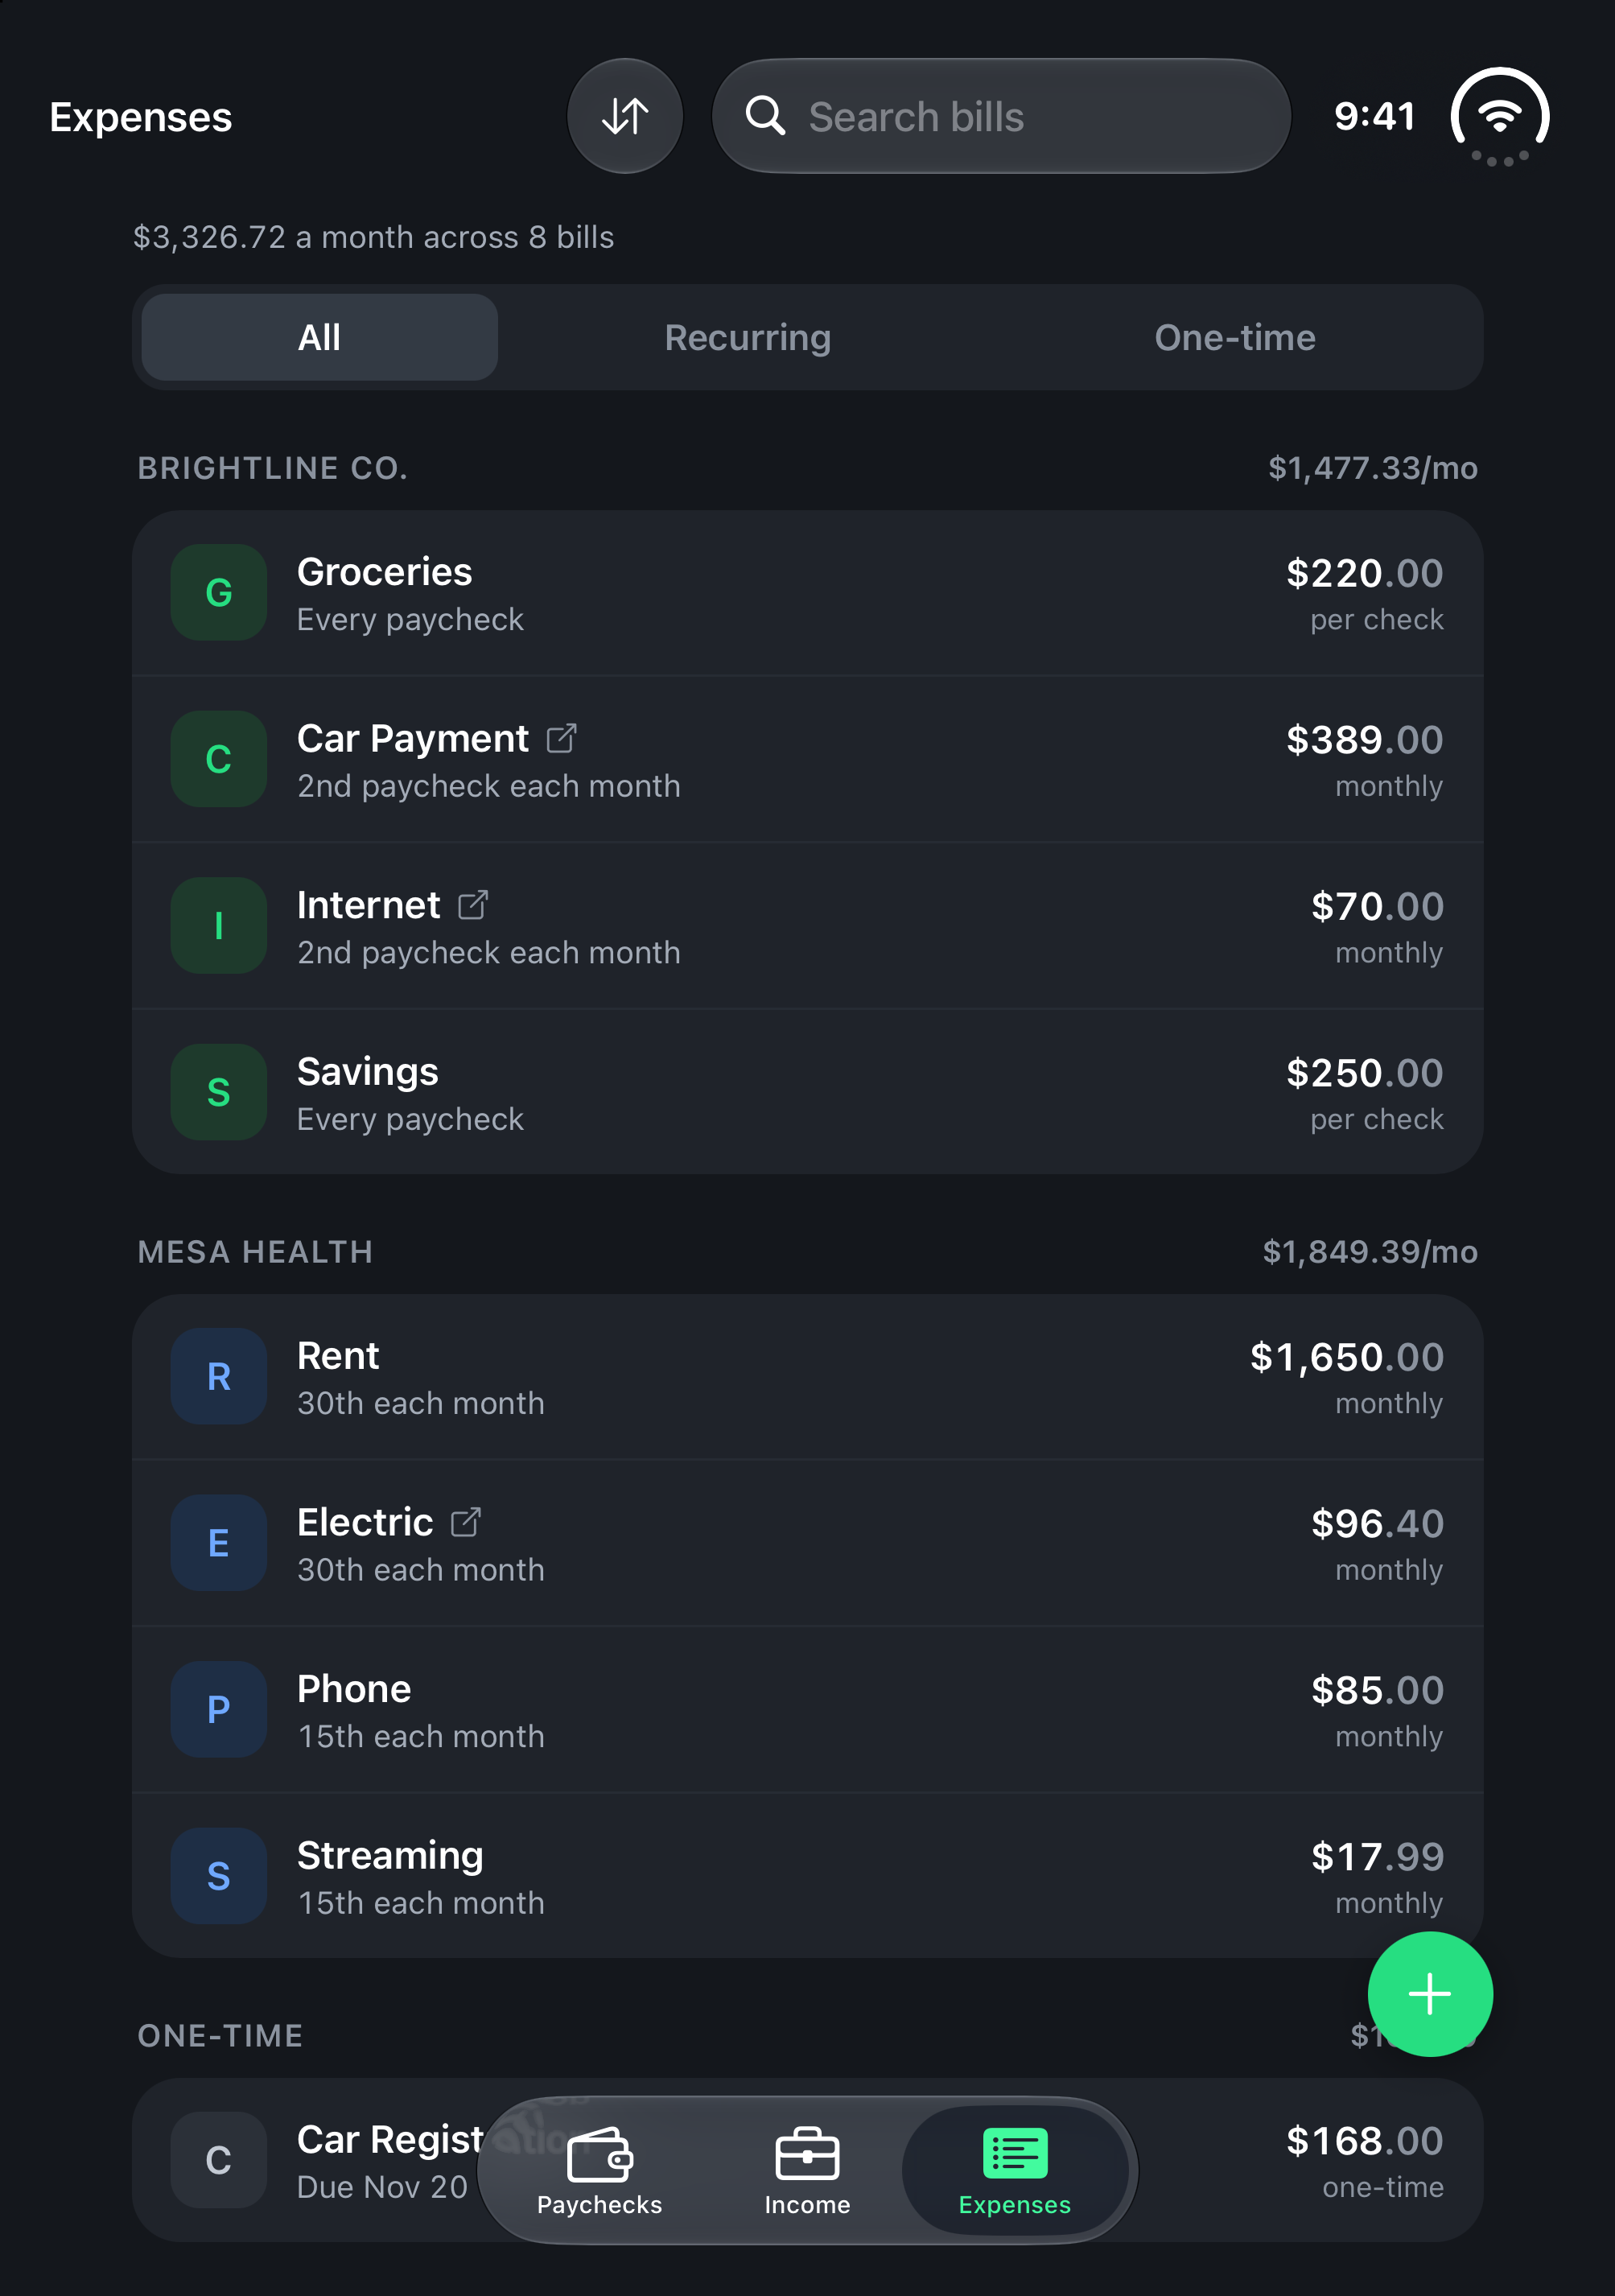 Expenses
Search bills
9:41
$3,326.72 a month across 8 bills
All
Recurring
One-time
BRIGHTLINE CO.
$1,477.33/mo
G
Groceries
$220.00
Every paycheck
per check
C
Car Payment
$389.00
2nd paycheck each month
monthly
I
Internet
$70.00
2nd paycheck each month
monthly
S
Savings
$250.00
Every paycheck
per check
MESA HEALTH
$1,849.39/mo
R
Rent
$1,650.00
30th each month
monthly
E
Electric
$96.40
30th each month
monthly
P
Phone
$85.00
15th each month
monthly
S
Streaming
$17.99
15th each month
monthly
ONE-TIME
C
Car
$168.00
Due Nov 20
one-time
Paychecks
Income
Expenses